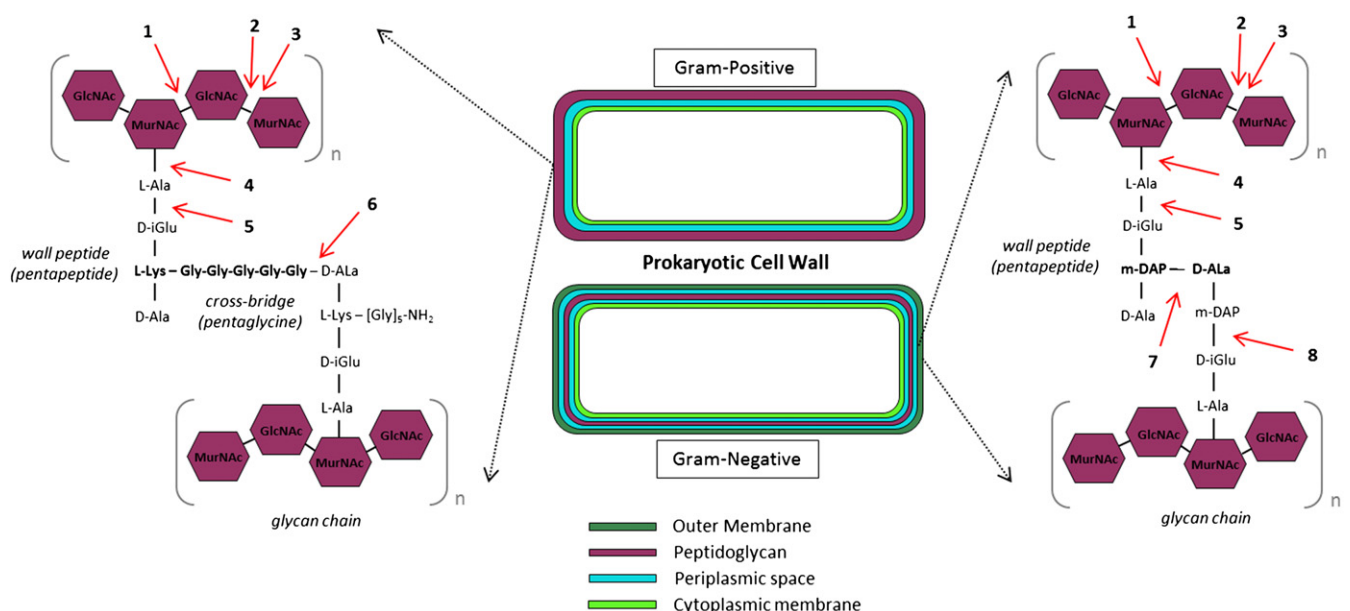 1 2 3
GlcNAc GlcNAc
MurNAc MurNAc
n
L-Ala 4
D-iGlu 5
6
wall peptide
(pentapeptide)
L-Lys – Gly-Gly-Gly-Gly-Gly – D-ALa
cross-bridge
(pentaglycine)
D-Ala
L-Lys – [Gly]₅-NH₂
D-iGlu
L-Ala
MurNAc GlcNAc MurNAc GlcNAc
n
glycan chain
Gram-Positive
Prokaryotic Cell Wall
Gram-Negative
Outer Membrane
Peptidoglycan
Periplasmic space
Cytoplasmic membrane
1 2 3
GlcNAc GlcNAc
MurNAc MurNAc
n
L-Ala 4
D-iGlu 5
wall peptide
(pentapeptide)
m-DAP — D-ALa
D-Ala m-DAP
7 8
D-iGlu
L-Ala
MurNAc GlcNAc MurNAc GlcNAc
n
glycan chain